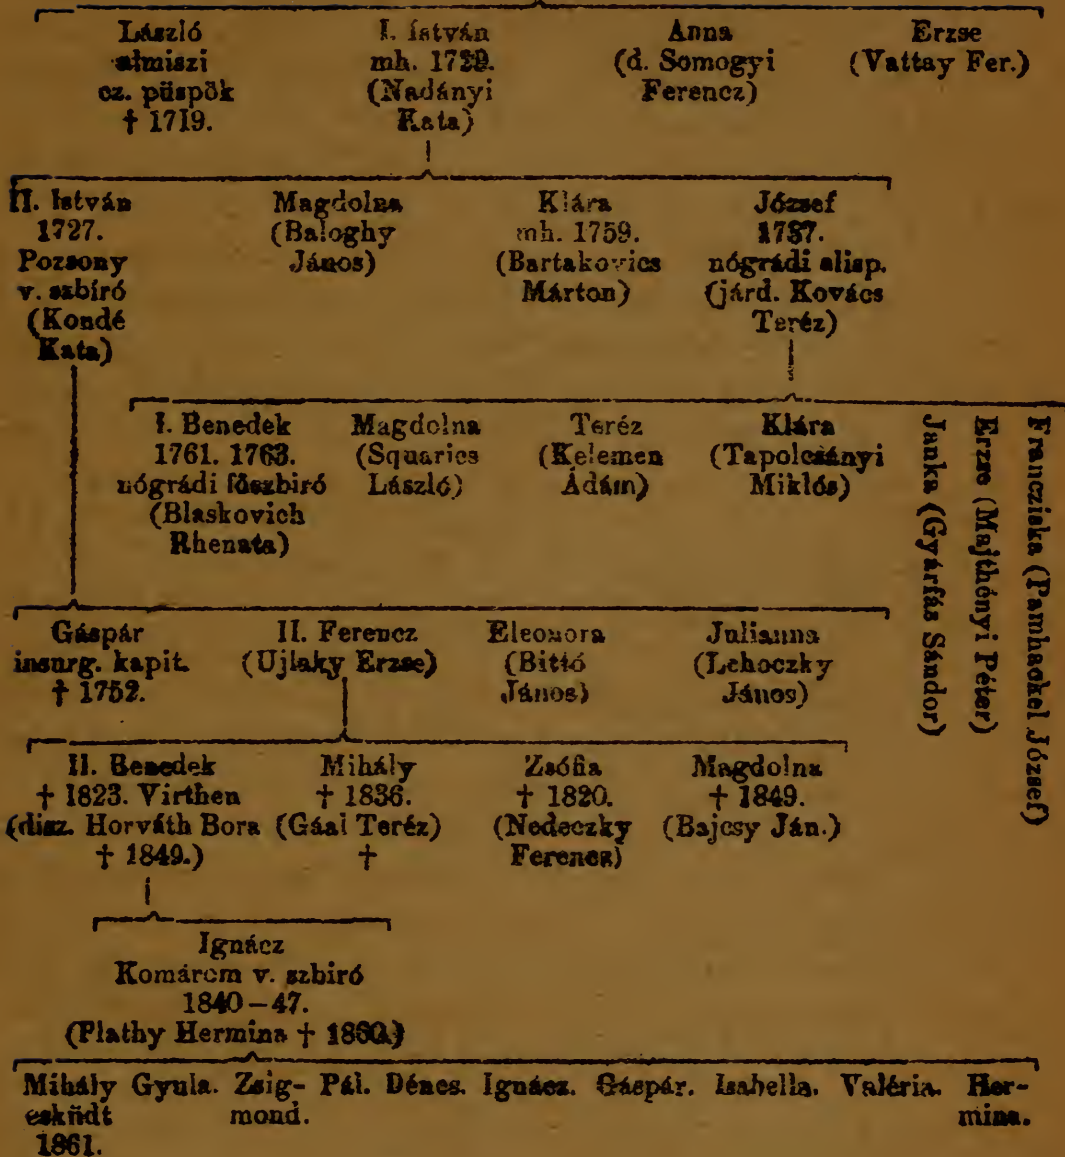 László
almiszi
cz. püspök
† 1719.
I. István
mh. 1729.
(Nadányi
Kata)
Anna
(d. Somogyi
Ferencz)
Erzse
(Vattay Fer.)
II. István
1727.
Pozsony
v. szbíró
(Kondé
Kata)
Magdolna
(Baloghy
János)
Klára
mh. 1759.
(Bartakovics
Márton)
József
1737.
nógrádi alisp.
(járd. Kovács
Teréz)
I. Benedek
1761. 1763.
nógrádi főszbiró
(Blaskovich
Rhenata)
Magdolna
(Squarics
László)
Teréz
(Kelemen
Ádám)
Klára
(Tapolcsányi
Miklós)
Francziska (Pamhackel József)
Erzse (Majthényi Péter)
Janka (Gyárfás Sándor)
Gáspár
insurg. kapit.
† 1752.
II. Ferencz
(Ujlaky Erzse)
Eleonora
(Bittó
János)
Julianna
(Lehoczky
János)
II. Benedek
† 1823. Virthen
(disz. Horváth Bora
† 1849.)
Mihály
† 1836.
(Gáal Teréz)
†
Zsófia
† 1820.
(Nedeczky
Ferencz)
Magdolna
† 1849.
(Bajcsy Ján.)
Ignácz
Komárom v. szbiró
1840–47.
(Plathy Hermina † 1860.)
Mihály Gyula. Zsig- Pál. Dénes. Ignácz. Gáspár. Isabella. Valéria. Her-
esküdt mond. mina.
1861.